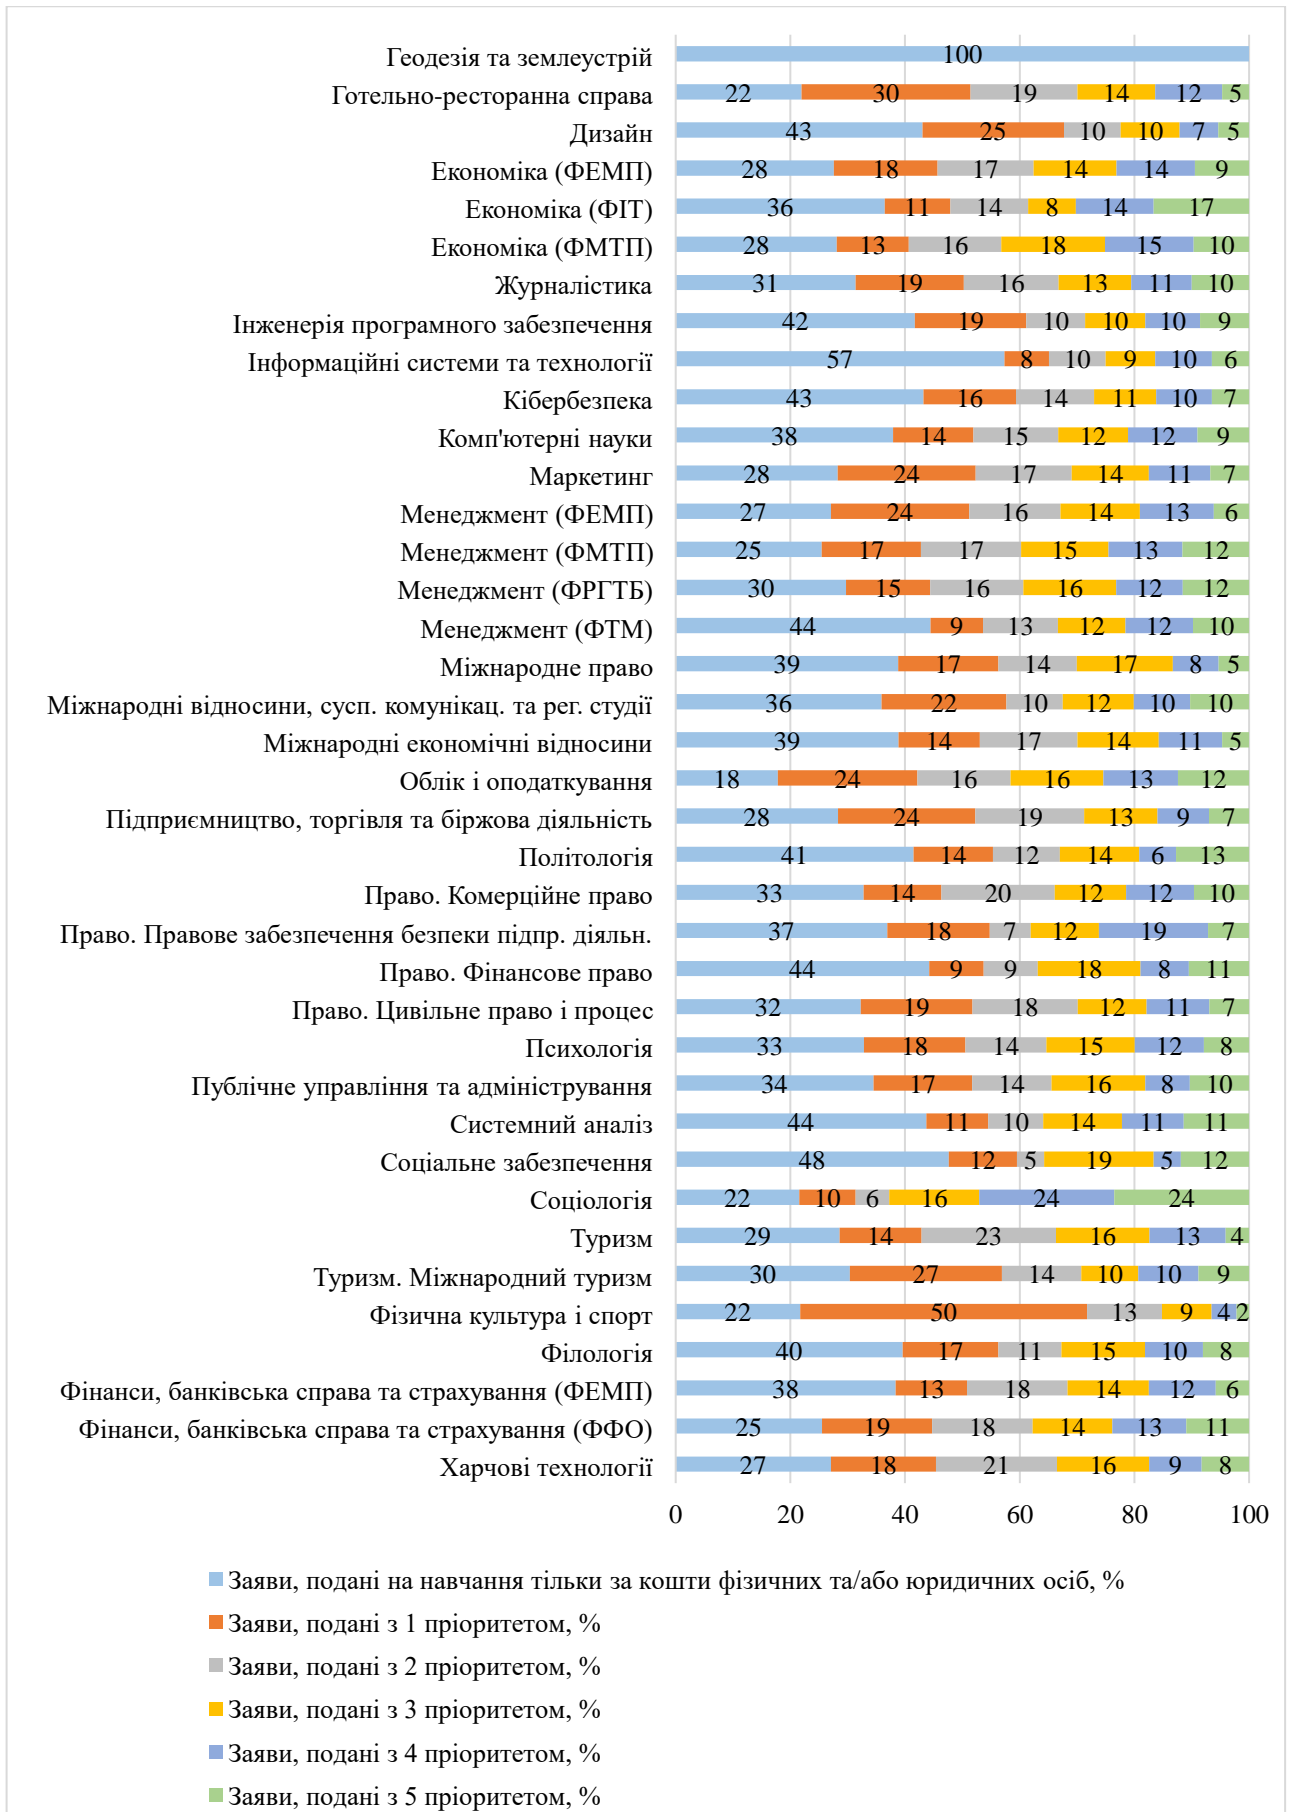 Геодезія та землеустрій 100
Готельно-ресторанна справа 22 30 19 14 12 5
Дизайн 43 25 10 10 7 5
Економіка (ФЕМП) 28 18 17 14 14 9
Економіка (ФІТ) 36 11 14 8 14 17
Економіка (ФМТП) 28 13 16 18 15 10
Журналістика 31 19 16 13 11 10
Інженерія програмного забезпечення 42 19 10 10 10 9
Інформаційні системи та технології 57 8 10 9 10 6
Кібербезпека 43 16 14 11 10 7
Комп'ютерні науки 38 14 15 12 12 9
Маркетинг 28 24 17 14 11 7
Менеджмент (ФЕМП) 27 24 16 14 13 6
Менеджмент (ФМТП) 25 17 17 15 13 12
Менеджмент (ФРГТБ) 30 15 16 16 12 12
Менеджмент (ФТМ) 44 9 13 12 12 10
Міжнародне право 39 17 14 17 8 5
Міжнародні відносини, сусп. комунікац. та рег. студії 36 22 10 12 10 10
Міжнародні економічні відносини 39 14 17 14 11 5
Облік і оподаткування 18 24 16 16 13 12
Підприємництво, торгівля та біржова діяльність 28 24 19 13 9 7
Політологія 41 14 12 14 6 13
Право. Комерційне право 33 14 20 12 12 10
Право. Правове забезпечення безпеки підпр. діяльн. 37 18 7 12 19 7
Право. Фінансове право 44 9 9 18 8 11
Право. Цивільне право і процес 32 19 18 12 11 7
Психологія 33 18 14 15 12 8
Публічне управління та адміністрування 34 17 14 16 8 10
Системний аналіз 44 11 10 14 11 11
Соціальне забезпечення 48 12 5 19 5 12
Соціологія 22 10 6 16 24 24
Туризм 29 14 23 16 13 4
Туризм. Міжнародний туризм 30 27 14 10 10 9
Фізична культура і спорт 22 50 13 9 4 2
Філологія 40 17 11 15 10 8
Фінанси, банківська справа та страхування (ФЕМП) 38 13 18 14 12 6
Фінанси, банківська справа та страхування (ФФО) 25 19 18 14 13 11
Харчові технології 27 18 21 16 9 8
0 20 40 60 80 100
Заяви, подані на навчання тільки за кошти фізичних та/або юридичних осіб, %
Заяви, подані з 1 пріоритетом, %
Заяви, подані з 2 пріоритетом, %
Заяви, подані з 3 пріоритетом, %
Заяви, подані з 4 пріоритетом, %
Заяви, подані з 5 пріоритетом, %